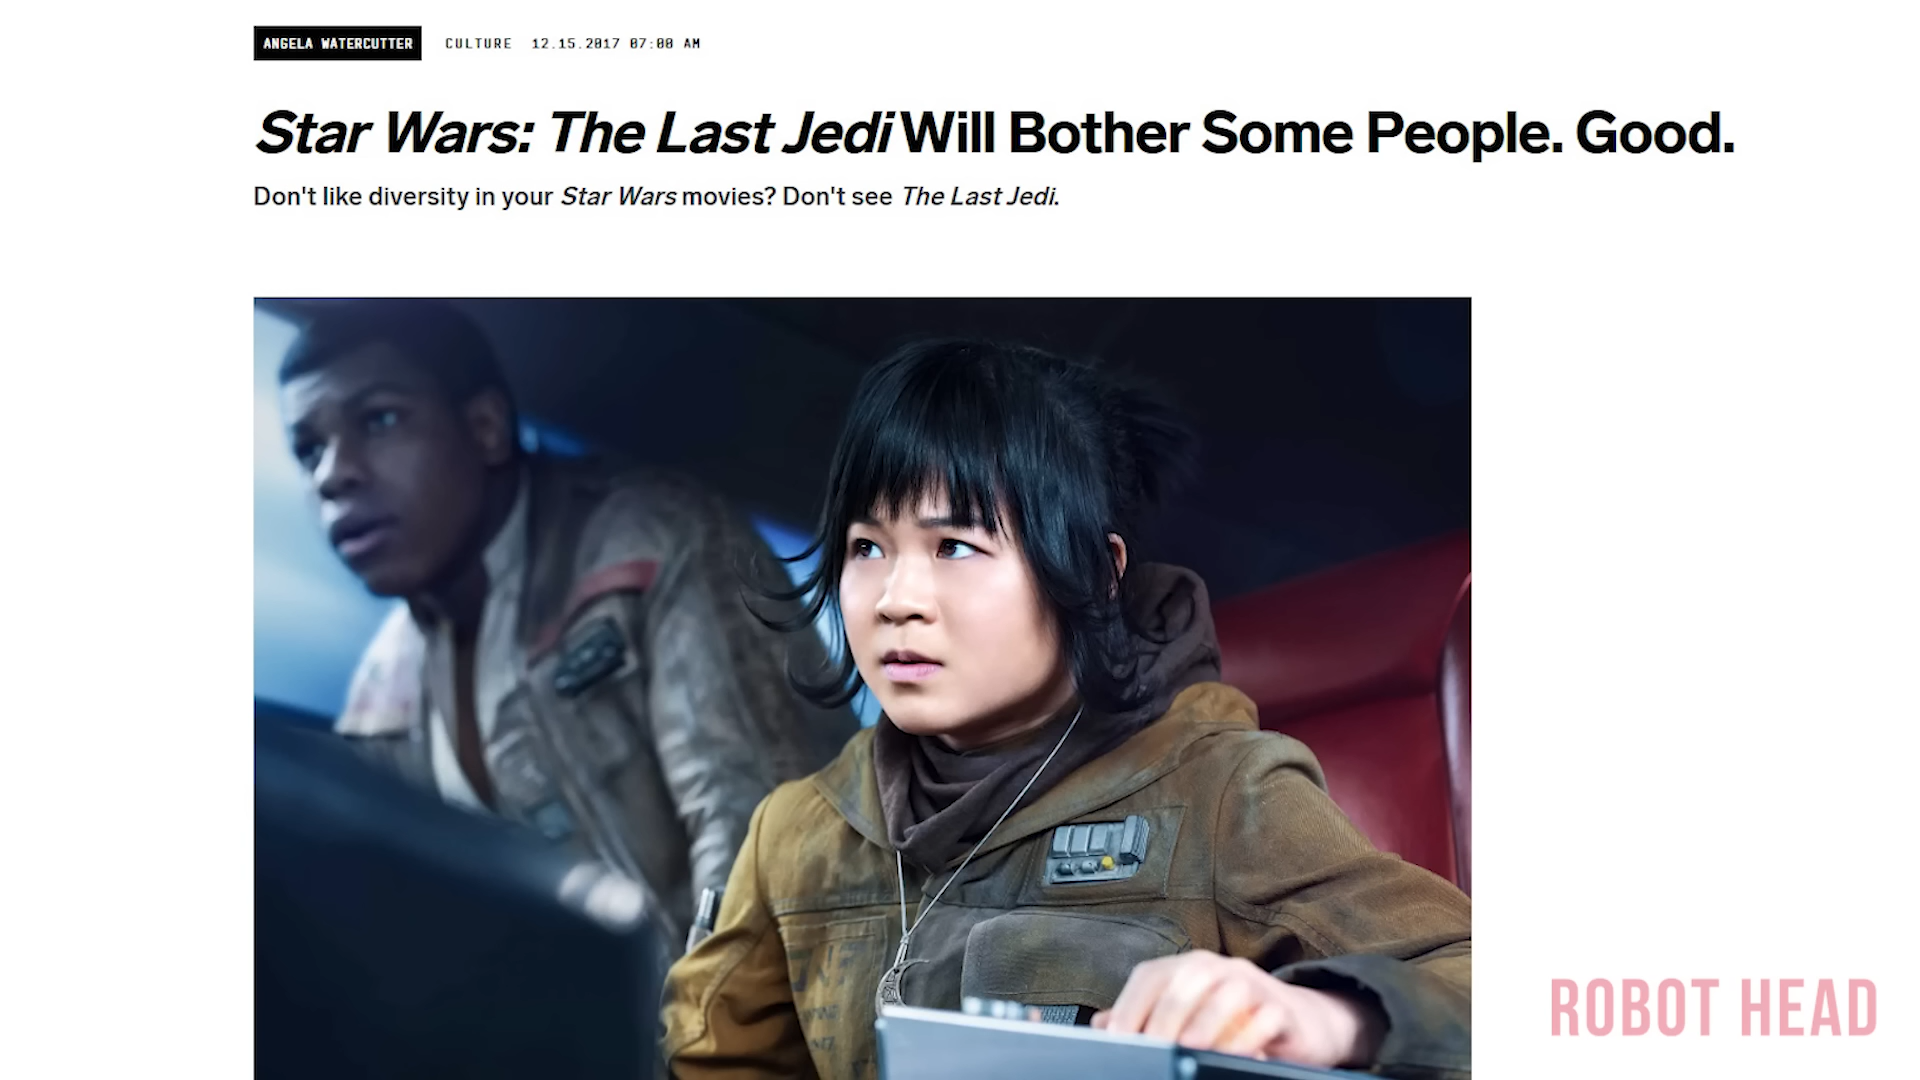 ANGELA WATERCUTTER CULTURE 12.15.2017 07:00 AM
Star Wars: The Last Jedi Will Bother Some People. Good.
Don't like diversity in your Star Wars movies? Don't see The Last Jedi.
ROBOT HEAD